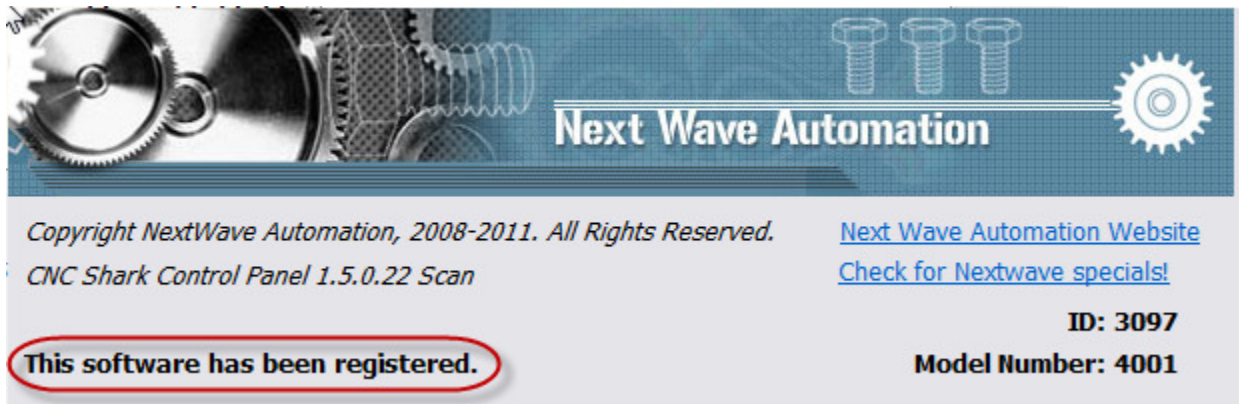 Next Wave Automation
Copyright NextWave Automation, 2008-2011. All Rights Reserved.
Next Wave Automation Website
CNC Shark Control Panel 1.5.0.22 Scan
Check for Nextwave specials!
ID: 3097
This software has been registered.
Model Number: 4001